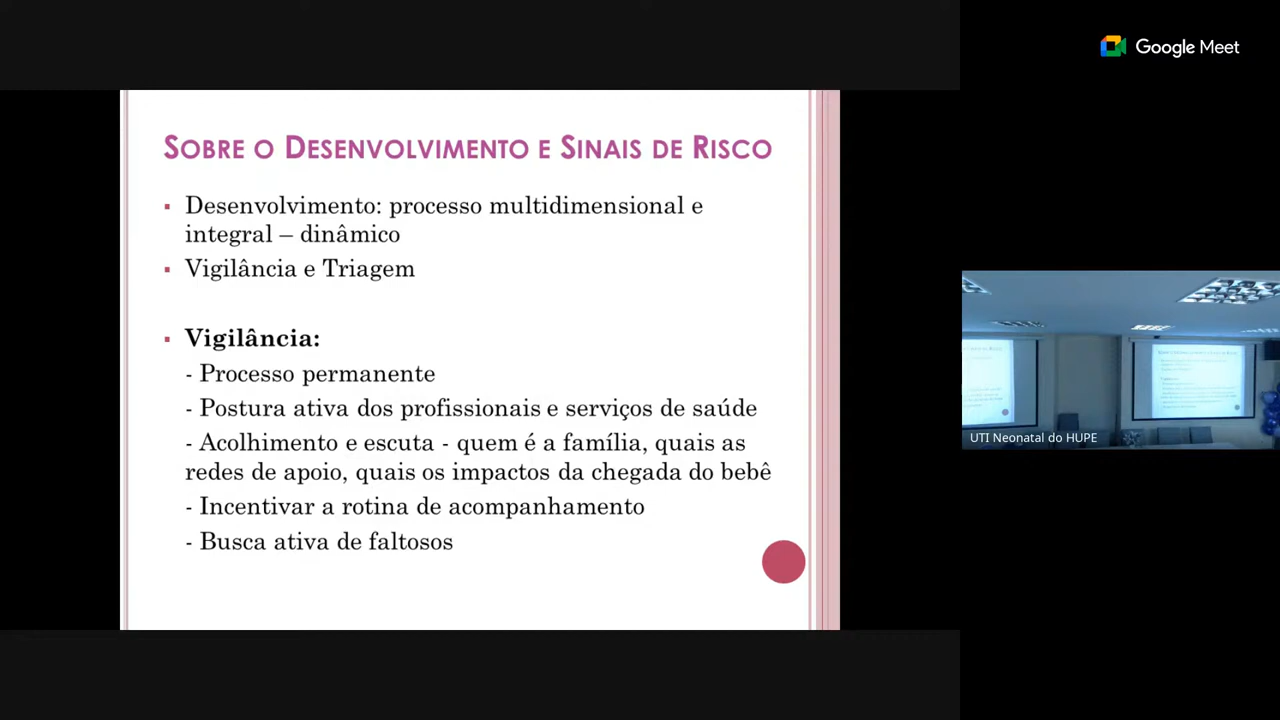 Google Meet
SOBRE O DESENVOLVIMENTO E SINAIS DE RISCO
▪ Desenvolvimento: processo multidimensional e
integral – dinâmico
▪ Vigilância e Triagem
▪ Vigilância:
- Processo permanente
- Postura ativa dos profissionais e serviços de saúde
- Acolhimento e escuta - quem é a família, quais as
redes de apoio, quais os impactos da chegada do bebê
- Incentivar a rotina de acompanhamento
- Busca ativa de faltosos
UTI Neonatal do HUPE